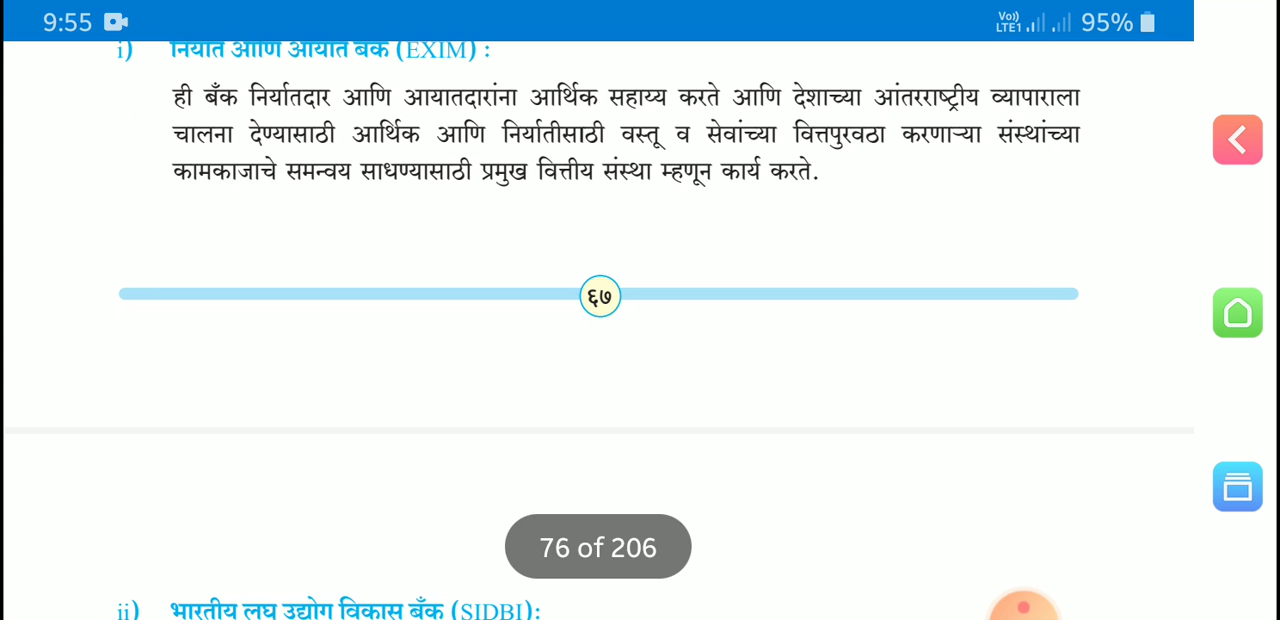 9:55 Vo)) LTE1 95%
i) निर्यात आणि आयात बँक (EXIM) :
ही बँक निर्यातदार आणि आयातदारांना आर्थिक सहाय्य करते आणि देशाच्या आंतरराष्ट्रीय व्यापाराला
चालना देण्यासाठी आर्थिक आणि निर्यातीसाठी वस्तू व सेवांच्या वित्तपुरवठा करणाऱ्या संस्थांच्या
कामकाजाचे समन्वय साधण्यासाठी प्रमुख वित्तीय संस्था म्हणून कार्य करते.
६७
76 of 206
ii) भारतीय लघु उद्योग विकास बँक (SIDBI):